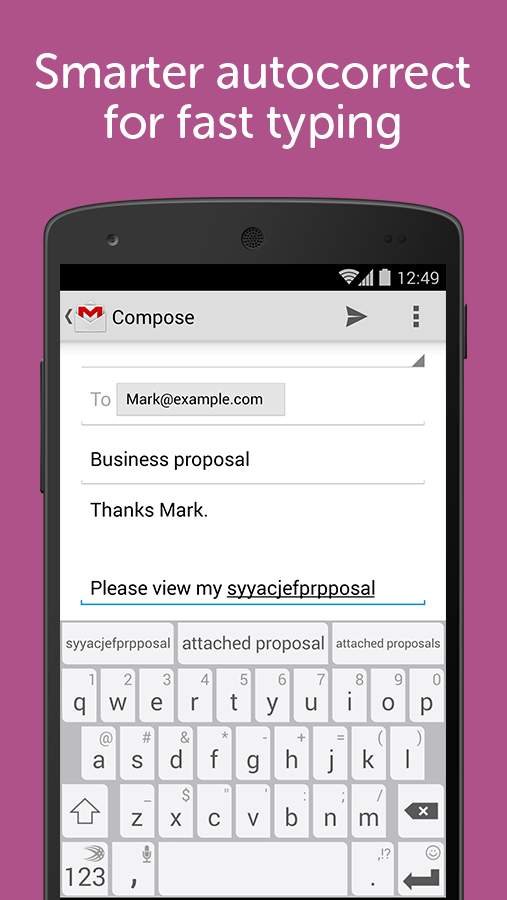 Smarter autocorrect
for fast typing
12:49
Compose
To Mark@example.com
Business proposal
Thanks Mark.
Please view my syyacjefprpposal
syyacjefprpposal attached proposal attached proposals
1 2 3 4 5 6 7 8 9 0
q w e r t y u i o p
@ # & * - + = ( )
a s d f g h j k l
_ $ " ' : ; /
z x c v b n m
,!?
123 , .